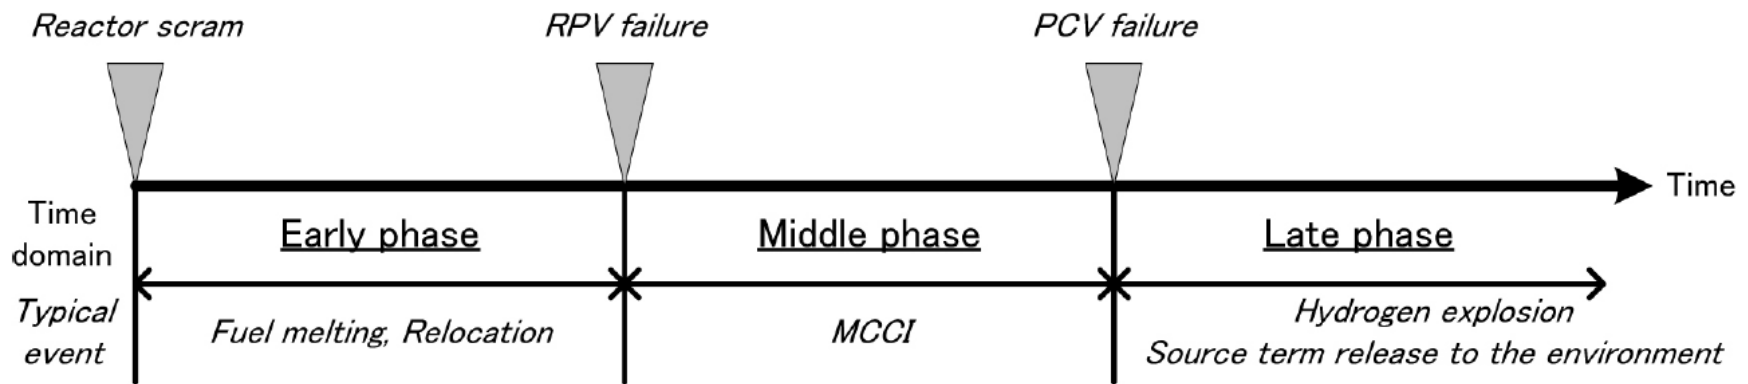 Reactor scram
RPV failure
PCV failure
Time
Time
domain
Early phase
Middle phase
Late phase
Typical
event
Fuel melting, Relocation
MCCI
Hydrogen explosion
Source term release to the environment